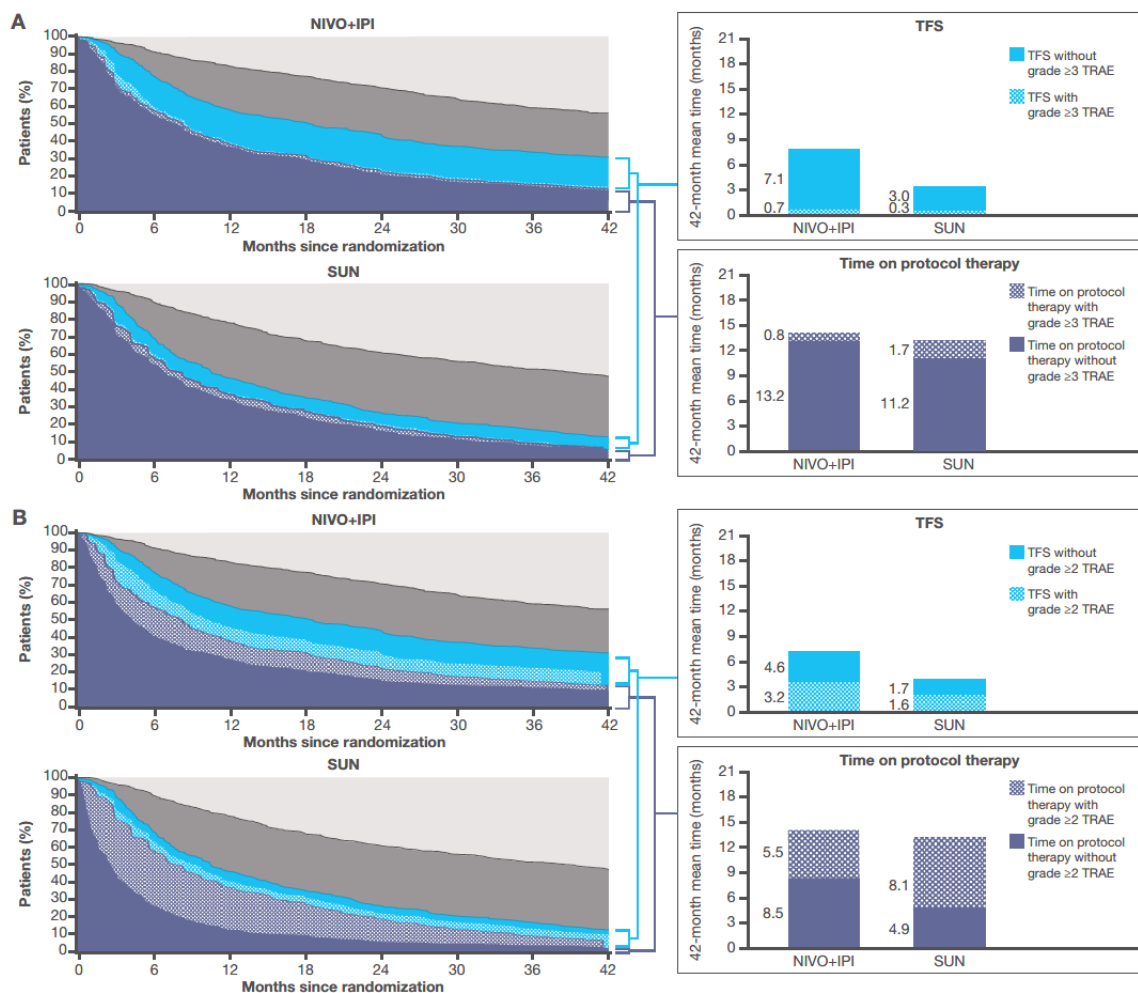 A
NIVO+IPI
Patients (%)
100
90
80
70
60
50
40
30
20
10
0
0 6 12 18 24 30 36 42
Months since randomization
SUN
Patients (%)
100
90
80
70
60
50
40
30
20
10
0
0 6 12 18 24 30 36 42
Months since randomization
TFS
42-month mean time (months)
21
18
15
12
9
6
3
0
7.1
0.7
3.0
0.3
NIVO+IPI SUN
TFS without
grade ≥3 TRAE
TFS with
grade ≥3 TRAE
Time on protocol therapy
42-month mean time (months)
21
18
15
12
9
6
3
0
0.8
13.2
1.7
11.2
NIVO+IPI SUN
Time on protocol
therapy with
grade ≥3 TRAE
Time on protocol
therapy without
grade ≥3 TRAE
B
NIVO+IPI
Patients (%)
100
90
80
70
60
50
40
30
20
10
0
0 6 12 18 24 30 36 42
Months since randomization
SUN
Patients (%)
100
90
80
70
60
50
40
30
20
10
0
0 6 12 18 24 30 36 42
Months since randomization
TFS
42-month mean time (months)
21
18
15
12
9
6
3
0
4.6
3.2
1.7
1.6
NIVO+IPI SUN
TFS without
grade ≥2 TRAE
TFS with
grade ≥2 TRAE
Time on protocol therapy
42-month mean time (months)
21
18
15
12
9
6
3
0
5.5
8.5
8.1
4.9
NIVO+IPI SUN
Time on protocol
therapy with
grade ≥2 TRAE
Time on protocol
therapy without
grade ≥2 TRAE